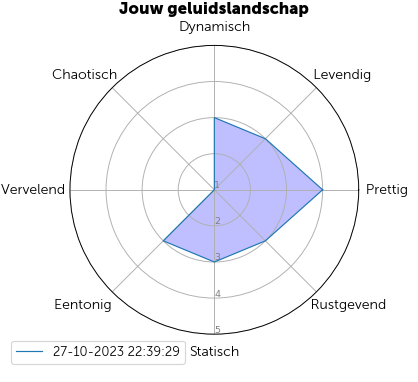 Jouw geluidslandschap
Dynamisch
Chaotisch
Levendig
Vervelend
Prettig
1
2
3
4
5
Eentonig
Rustgevend
Statisch
27-10-2023 22:39:29